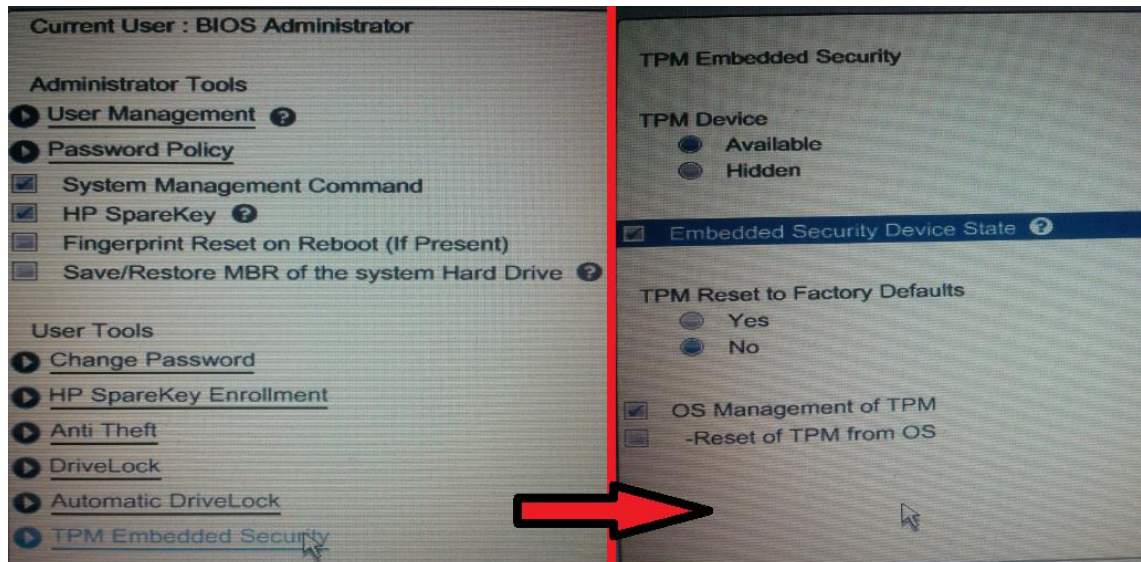 Current User : BIOS Administrator
Administrator Tools
User Management ?
Password Policy
System Management Command
HP SpareKey ?
Fingerprint Reset on Reboot (If Present)
Save/Restore MBR of the system Hard Drive ?
User Tools
Change Password
HP SpareKey Enrollment
Anti Theft
DriveLock
Automatic DriveLock
TPM Embedded Security
TPM Embedded Security
TPM Device
Available
Hidden
Embedded Security Device State ?
TPM Reset to Factory Defaults
Yes
No
OS Management of TPM
-Reset of TPM from OS